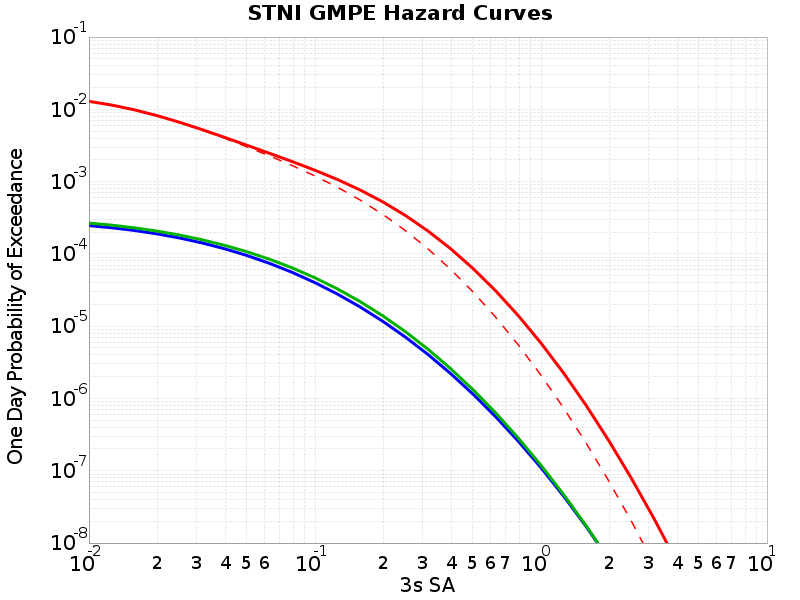 STNI GMPE Hazard Curves
One Day Probability of Exceedance
10^-1
10^-2
10^-3
10^-4
10^-5
10^-6
10^-7
10^-8
10^-2 2 3 4 5 6 10^-1 2 3 4 5 6 7 10^0 2 3 4 5 6 7 10^1
3s SA